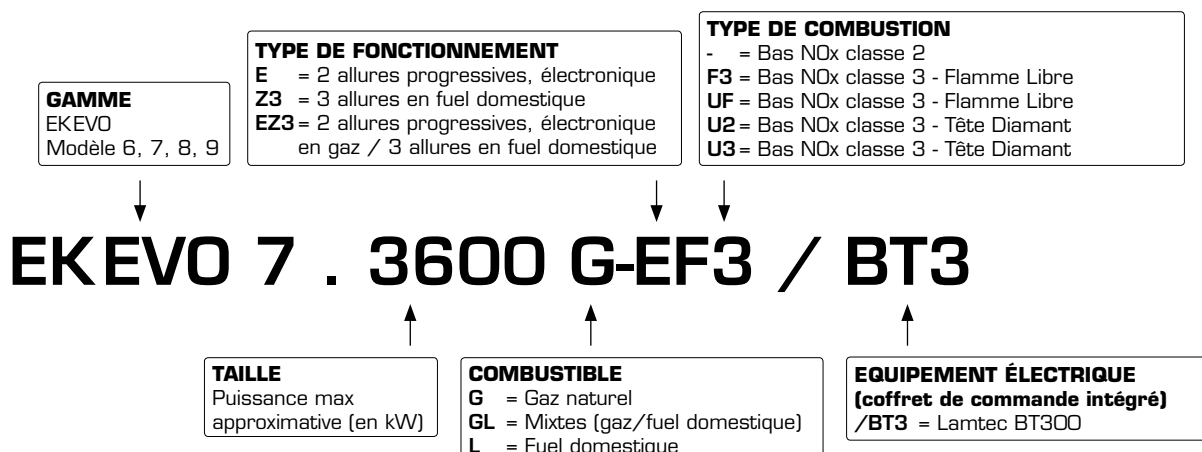 GAMME
EKEVO
Modèle 6, 7, 8, 9
TYPE DE FONCTIONNEMENT
E = 2 allures progressives, électronique
Z3 = 3 allures en fuel domestique
EZ3 = 2 allures progressives, électronique
en gaz / 3 allures en fuel domestique
TYPE DE COMBUSTION
- = Bas NOx classe 2
F3 = Bas NOx classe 3 - Flamme Libre
UF = Bas NOx classe 3 - Flamme Libre
U2 = Bas NOx classe 3 - Tête Diamant
U3 = Bas NOx classe 3 - Tête Diamant
EKEVO 7 . 3600 G-EF3 / BT3
TAILLE
Puissance max
approximative (en kW)
COMBUSTIBLE
G = Gaz naturel
GL = Mixtes (gaz/fuel domestique)
L = Fuel domestique
EQUIPEMENT ÉLECTRIQUE
(coffret de commande intégré)
/BT3 = Lamtec BT300